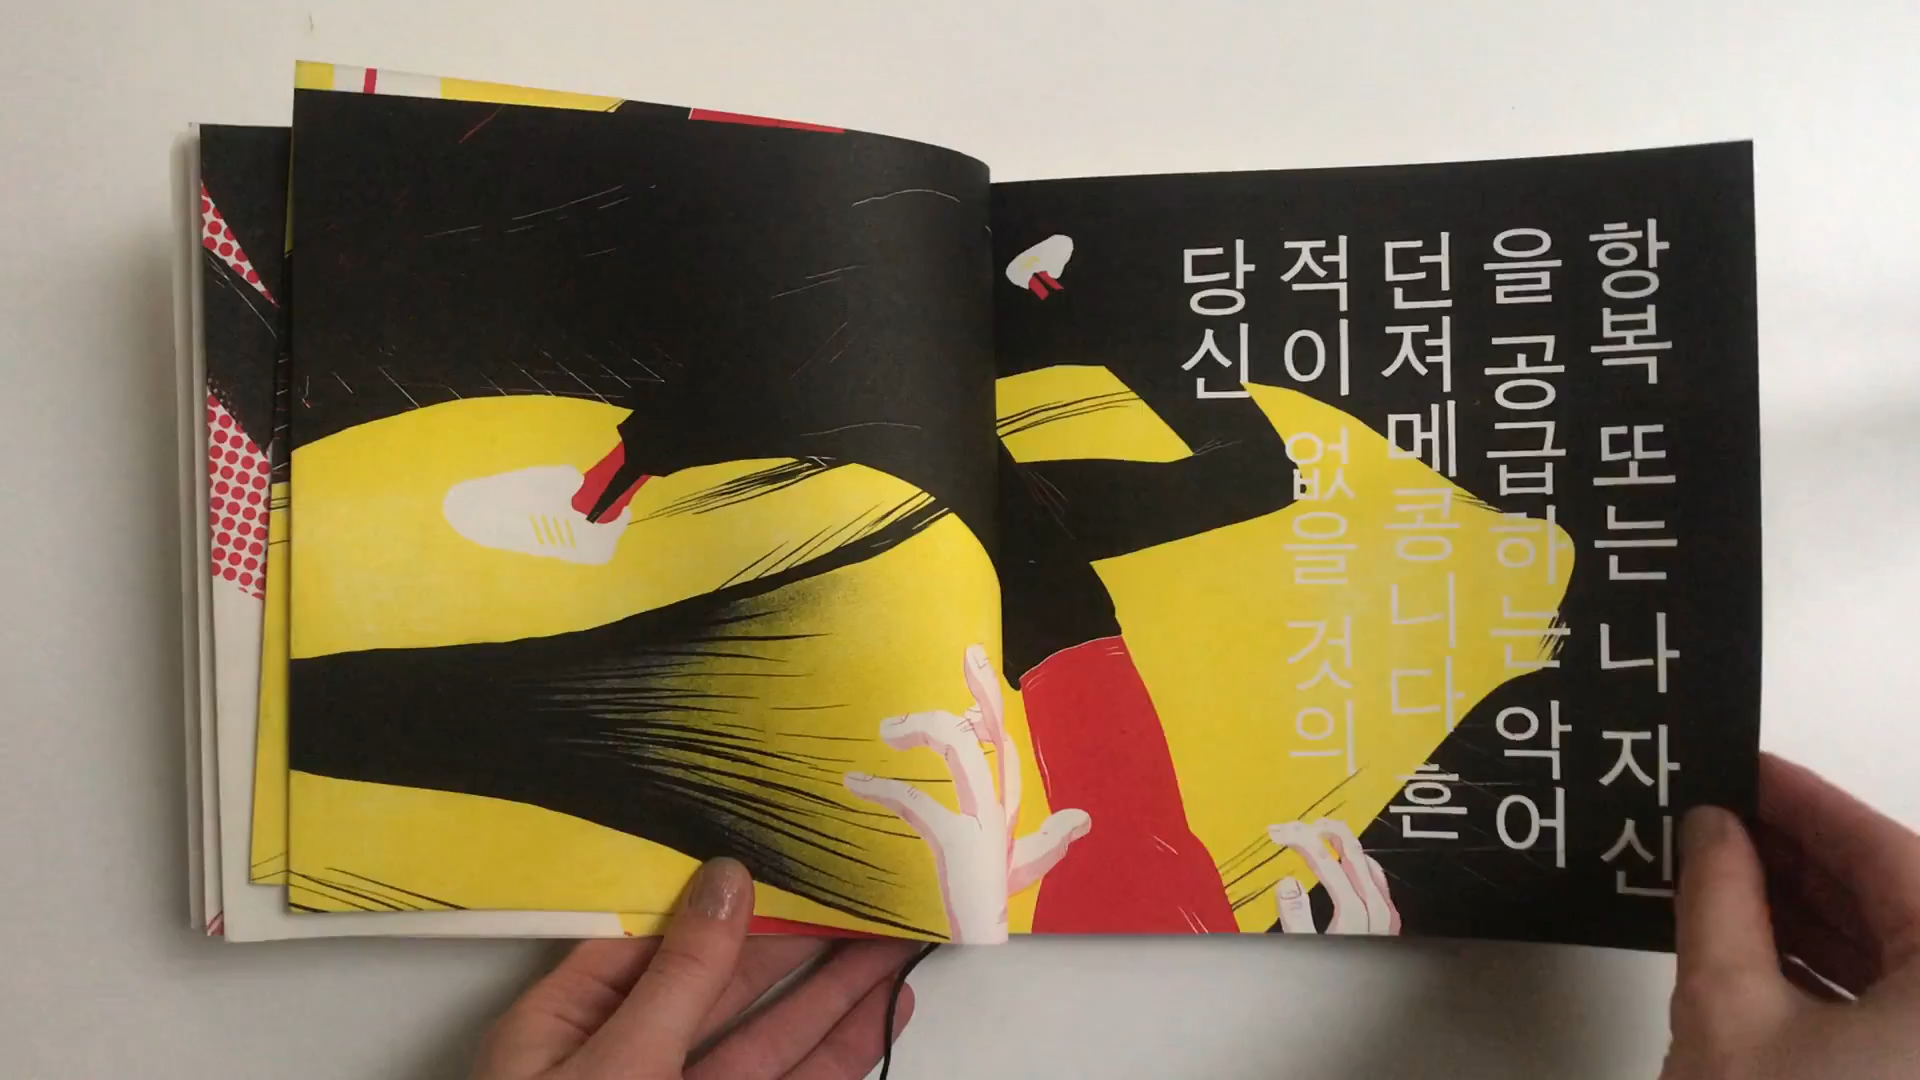 항복 또는 나 자신
을 공급하는 악어
던져 메콩니다 흔
적이 없을 것의
당신